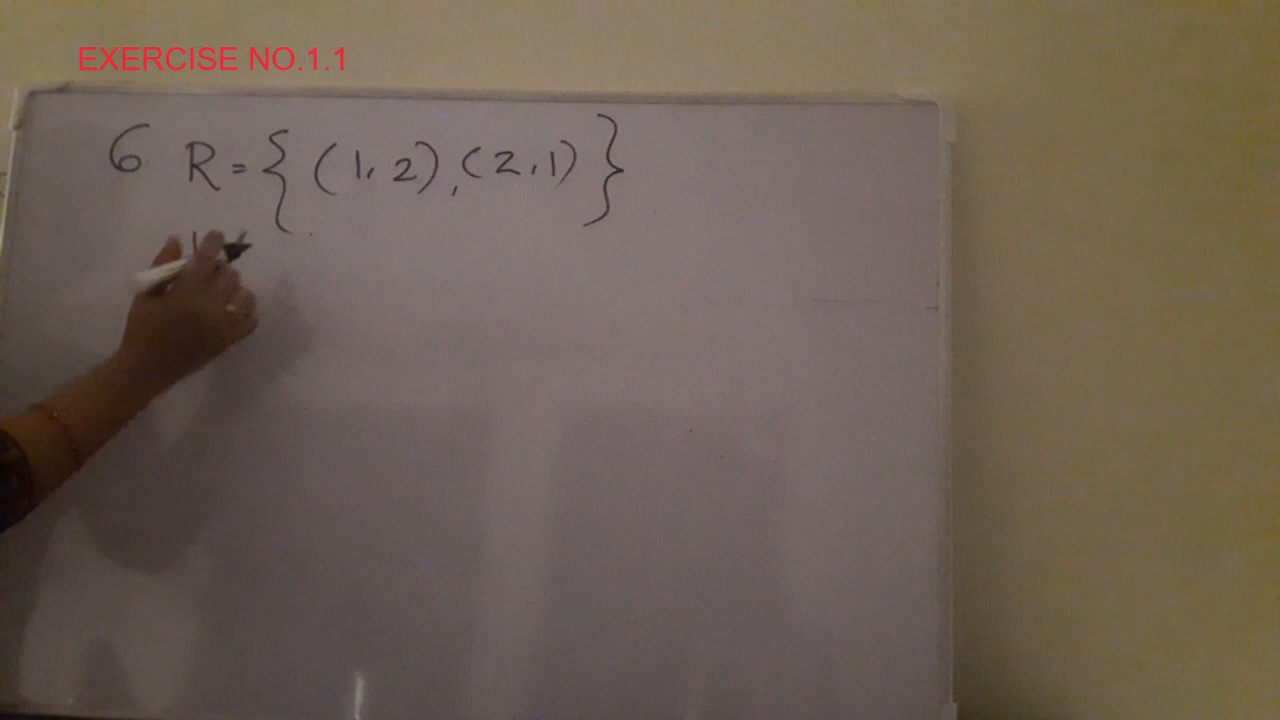 EXERCISE NO.1.1
6. R = { (1, 2), (2, 1) }